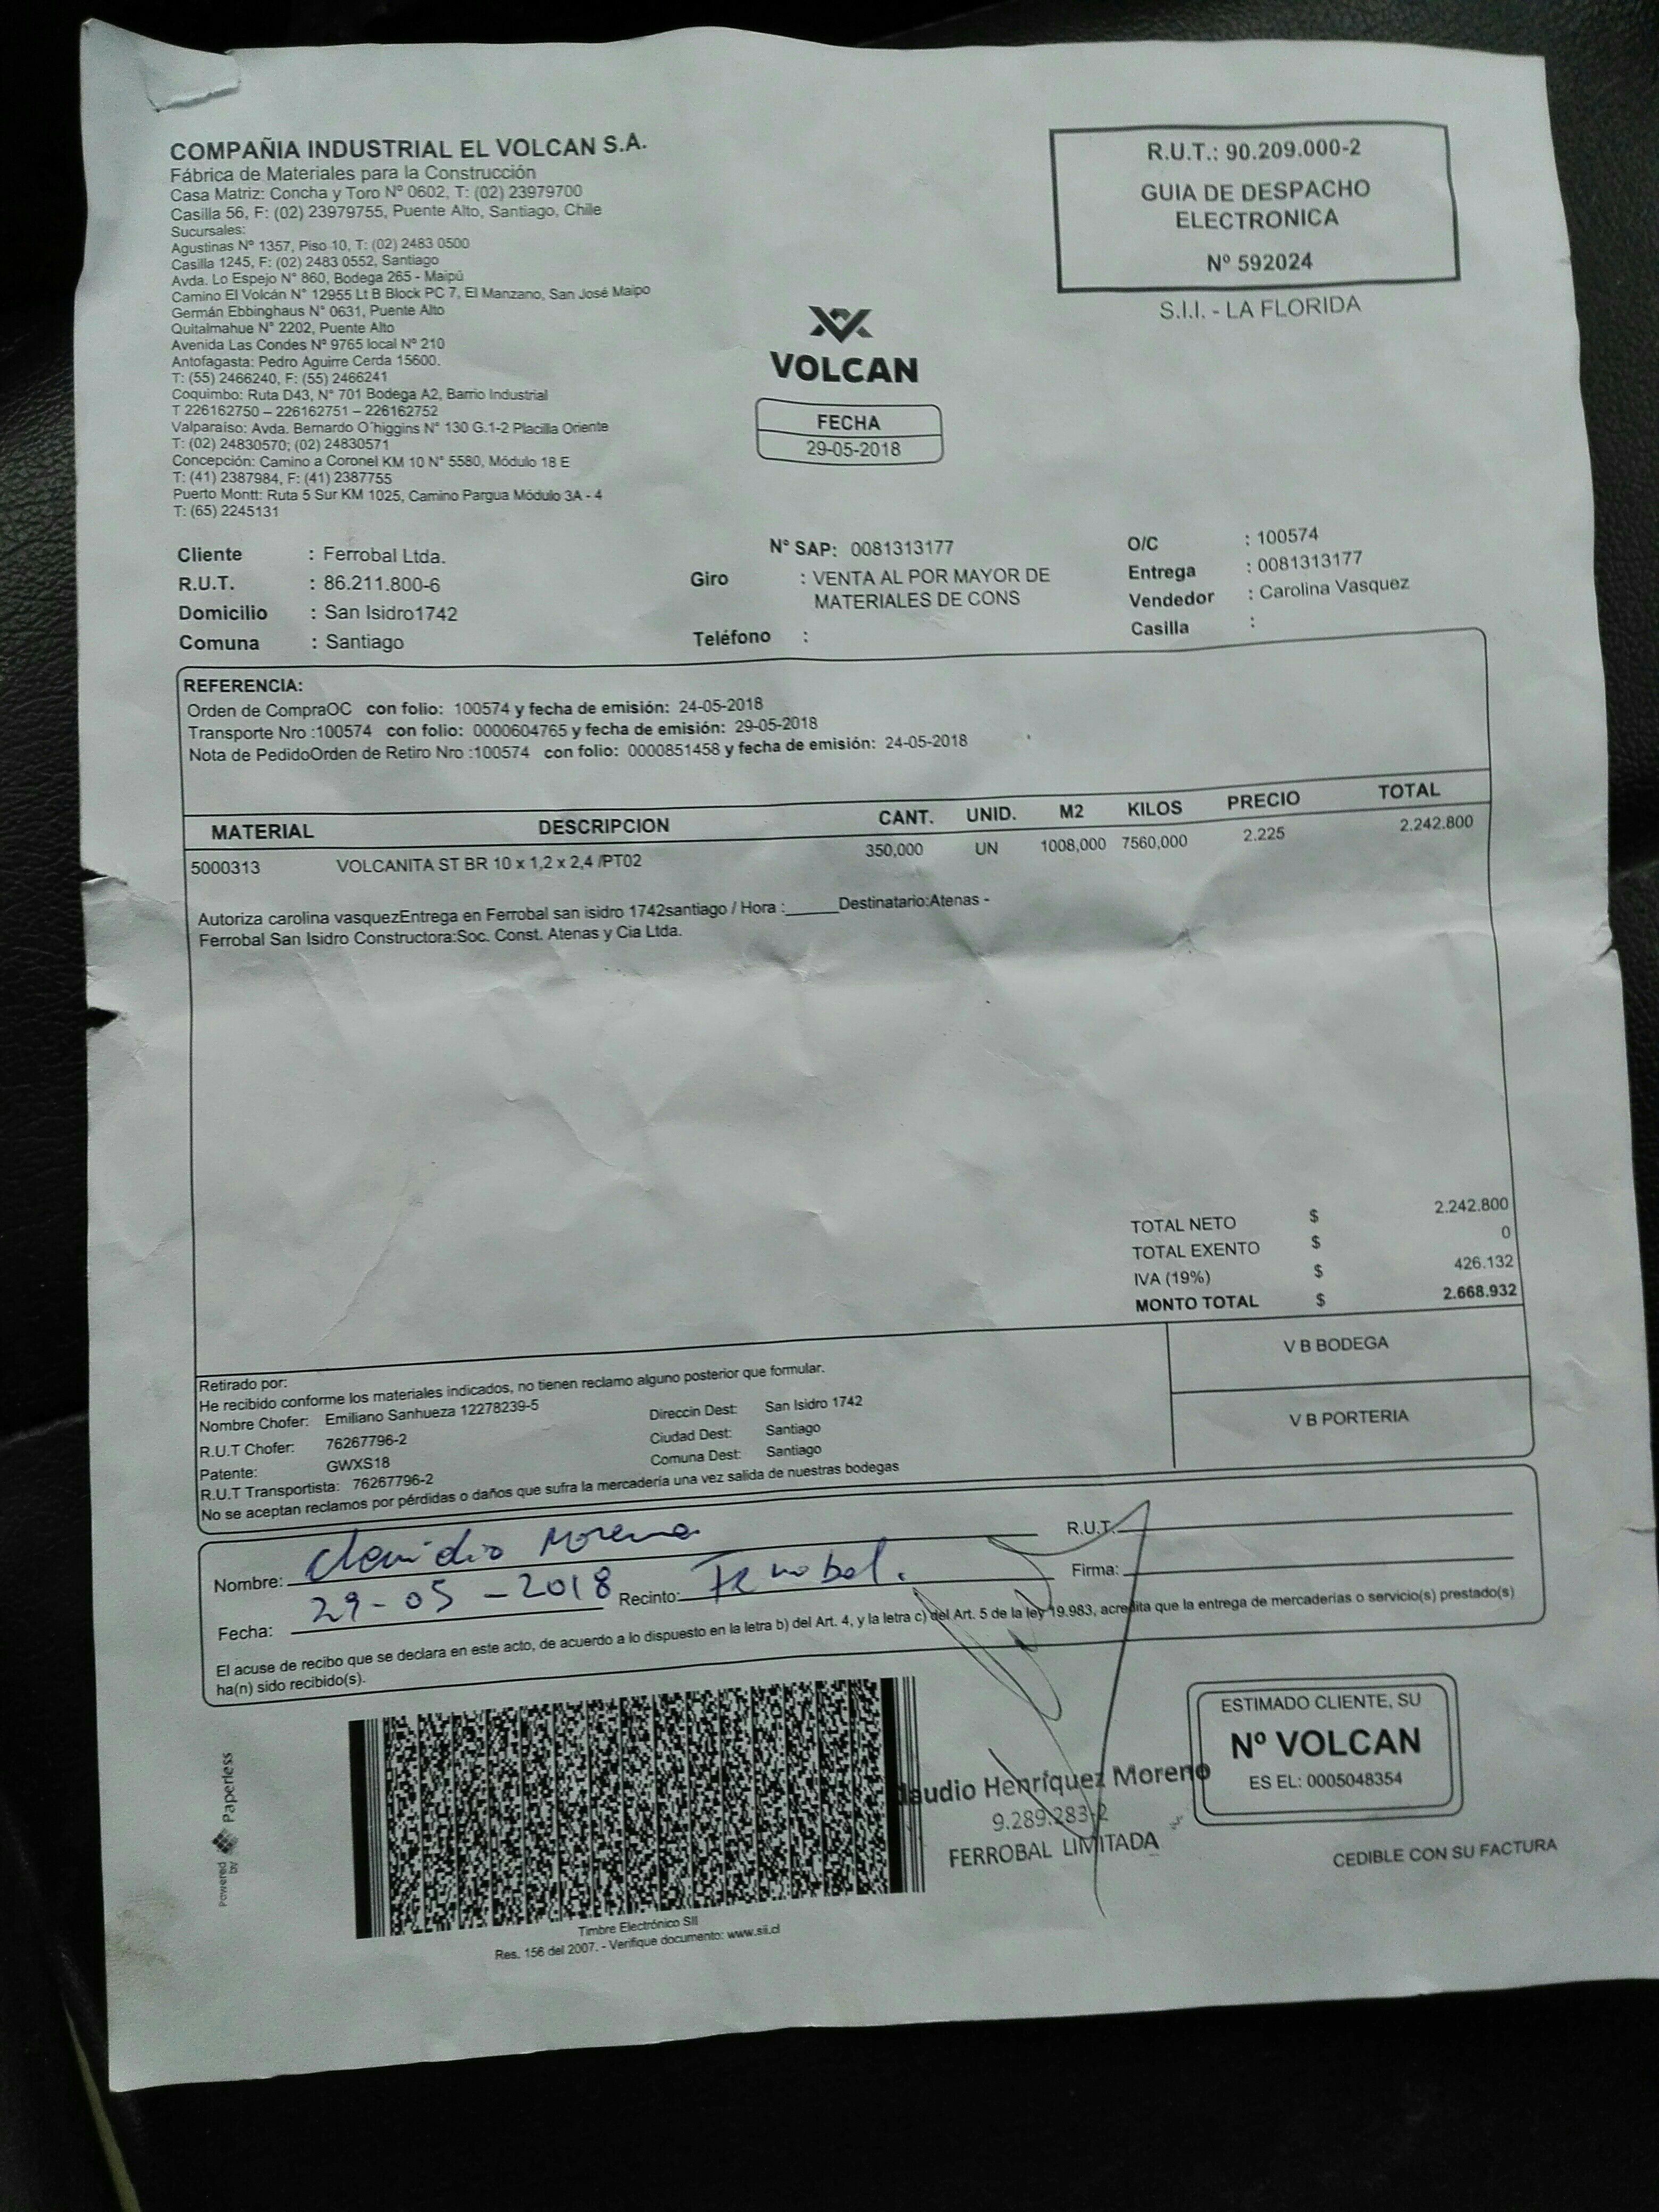 COMPAÑIA INDUSTRIAL EL VOLCAN S.A.
Fábrica de Materiales para la Construcción
Casa Matriz: Concha y Toro Nº 0602, T: (02) 23979700
Casilla 56, F: (02) 23979755, Puente Alto, Santiago, Chile
Sucursales:
Agustinas Nº 1357, Piso 10, T: (02) 2483 0500
Casilla 1245, F: (02) 2483 0552, Santiago
Avda. Lo Espejo N° 860, Bodega 265 - Maipú
Camino El Volcán N° 12955 Lt B Block PC 7, El Manzano, San José Maipo
Germán Ebbinghaus N° 0631, Puente Alto
Quitalmahue N° 2202, Puente Alto
Avenida Las Condes Nº 9765 local Nº 210
Antofagasta: Pedro Aguirre Cerda 15600.
T: (55) 2466240, F: (55) 2466241
Coquimbo: Ruta D43, N° 701 Bodega A2, Barrio Industrial
T 226162750 – 226162751 – 226162752
Valparaíso: Avda. Bernardo O´higgins N° 130 G.1-2 Placilla Oriente
T: (02) 24830570; (02) 24830571
Concepción: Camino a Coronel KM 10 N° 5580, Módulo 18 E
T: (41) 2387984, F: (41) 2387755
Puerto Montt: Ruta 5 Sur KM 1025, Camino Pargua Módulo 3A - 4
T: (65) 2245131
R.U.T.: 90.209.000-2
GUIA DE DESPACHO
ELECTRONICA
Nº 592024
S.I.I. - LA FLORIDA
VOLCAN
FECHA
29-05-2018
Cliente : Ferrobal Ltda.
R.U.T. : 86.211.800-6
Domicilio : San Isidro1742
Comuna : Santiago
N° SAP: 0081313177
Giro : VENTA AL POR MAYOR DE
MATERIALES DE CONS
Teléfono :
O/C : 100574
Entrega : 0081313177
Vendedor : Carolina Vasquez
Casilla :
REFERENCIA:
Orden de CompraOC con folio: 100574 y fecha de emisión: 24-05-2018
Transporte Nro :100574 con folio: 0000604765 y fecha de emisión: 29-05-2018
Nota de PedidoOrden de Retiro Nro :100574 con folio: 0000851458 y fecha de emisión: 24-05-2018
MATERIAL DESCRIPCION CANT. UNID. M2 KILOS PRECIO TOTAL
5000313 VOLCANITA ST BR 10 x 1,2 x 2,4 /PT02 350,000 UN 1008,000 7560,000 2.225 2.242.800
Autoriza carolina vasquezEntrega en Ferrobal san isidro 1742santiago / Hora :______Destinatario:Atenas -
Ferrobal San Isidro Constructora:Soc. Const. Atenas y Cia Ltda.
TOTAL NETO $ 2.242.800
TOTAL EXENTO $ 0
IVA (19%) $ 426.132
MONTO TOTAL $ 2.668.932
V B BODEGA
V B PORTERIA
Retirado por:
He recibido conforme los materiales indicados, no tienen reclamo alguno posterior que formular.
Nombre Chofer: Emiliano Sanhueza 12278239-5
R.U.T Chofer: 76267796-2
Patente: GWXS18
R.U.T Transportista: 76267796-2
Direccin Dest: San Isidro 1742
Ciudad Dest: Santiago
Comuna Dest: Santiago
No se aceptan reclamos por pérdidas o daños que sufra la mercadería una vez salida de nuestras bodegas
Nombre: Claudio Moreno R.U.T.
Fecha: 29-05-2018 Recinto: Ferrobal. Firma:
El acuse de recibo que se declara en este acto, de acuerdo a lo dispuesto en la letra b) del Art. 4, y la letra c) del Art. 5 de la ley 19.983, acredita que la entrega de mercaderías o servicio(s) prestado(s)
ha(n) sido recibido(s).
Powered by Paperless
Timbre Electrónico SII
Res. 156 del 2007. - Verifique documento: www.sii.cl
Claudio Henríquez Moreno
9.289.283-2
FERROBAL LIMITADA
ESTIMADO CLIENTE, SU
Nº VOLCAN
ES EL: 0005048354
CEDIBLE CON SU FACTURA